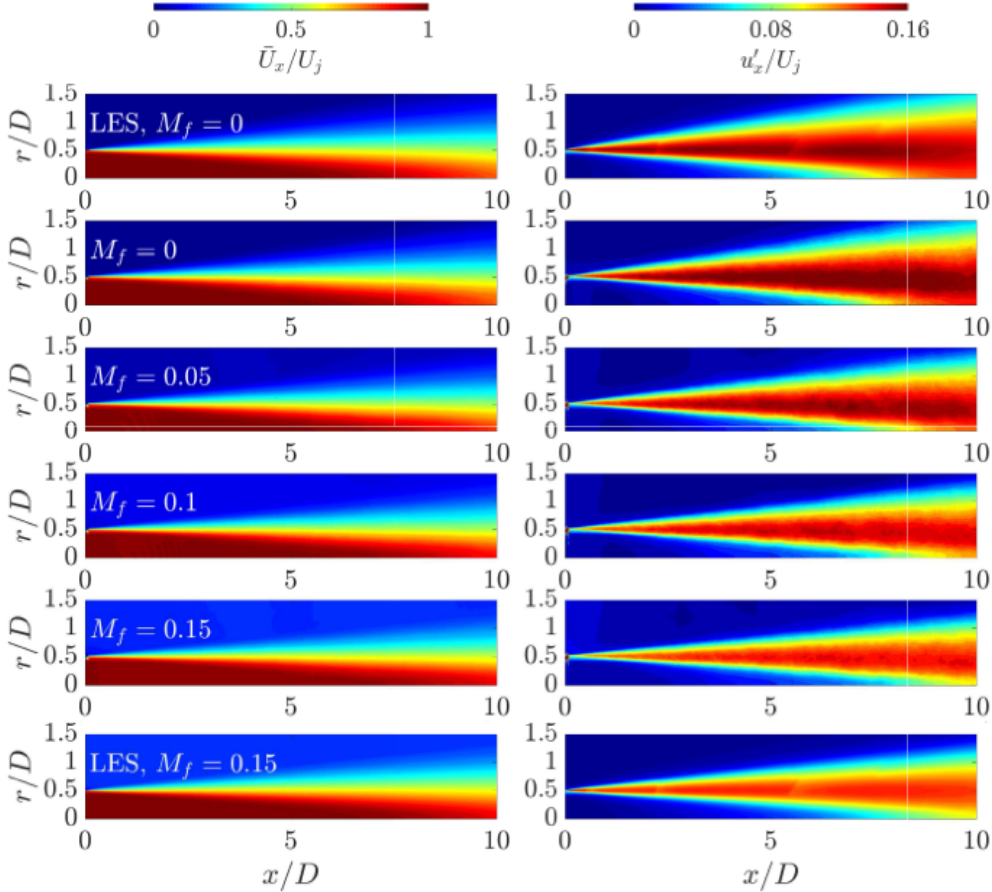 0 0.5 1 0 0.08 0.16
Ū_x/U_j u′_x/U_j
r/D 1.5 1 0.5 0 LES, M_f = 0 1.5 1 0.5 0
0 5 10 0 5 10
r/D 1.5 1 0.5 0 M_f = 0 1.5 1 0.5 0
0 5 10 0 5 10
r/D 1.5 1 0.5 0 M_f = 0.05 1.5 1 0.5 0
0 5 10 0 5 10
r/D 1.5 1 0.5 0 M_f = 0.1 1.5 1 0.5 0
0 5 10 0 5 10
r/D 1.5 1 0.5 0 M_f = 0.15 1.5 1 0.5 0
0 5 10 0 5 10
r/D 1.5 1 0.5 0 LES, M_f = 0.15 1.5 1 0.5 0
0 5 10 0 5 10
x/D x/D